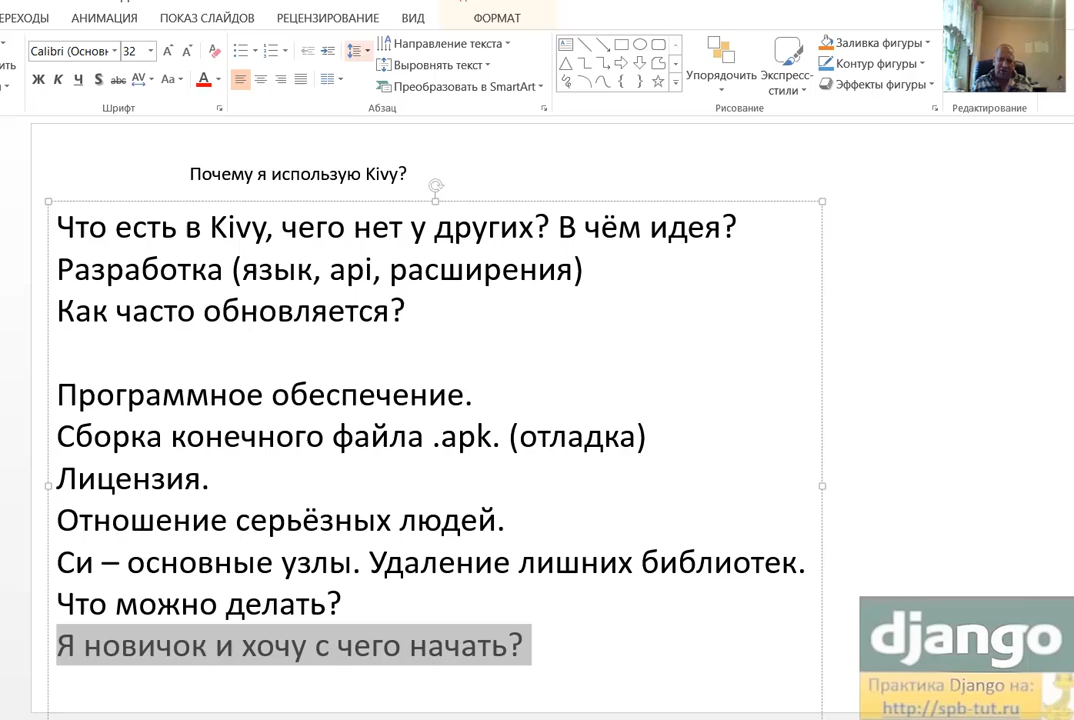 ЕРЕХОДЫ АНИМАЦИЯ ПОКАЗ СЛАЙДОВ РЕЦЕНЗИРОВАНИЕ ВИД ФОРМАТ
Calibri (Основн 32
Направление текста
Выровнять текст
Преобразовать в SmartArt
Ж К Ч S abc AV Aa А
Упорядочить Экспресс-
стили
Заливка фигуры
Контур фигуры
Эффекты фигуры
Шрифт Абзац Рисование Редактирование
Почему я использую Kivy?
Что есть в Kivy, чего нет у других? В чём идея?
Разработка (язык, api, расширения)
Как часто обновляется?
Программное обеспечение.
Сборка конечного файла .apk. (отладка)
Лицензия.
Отношение серьёзных людей.
Си – основные узлы. Удаление лишних библиотек.
Что можно делать?
Я новичок и хочу с чего начать?
django
Практика Django на:
http://spb-tut.ru